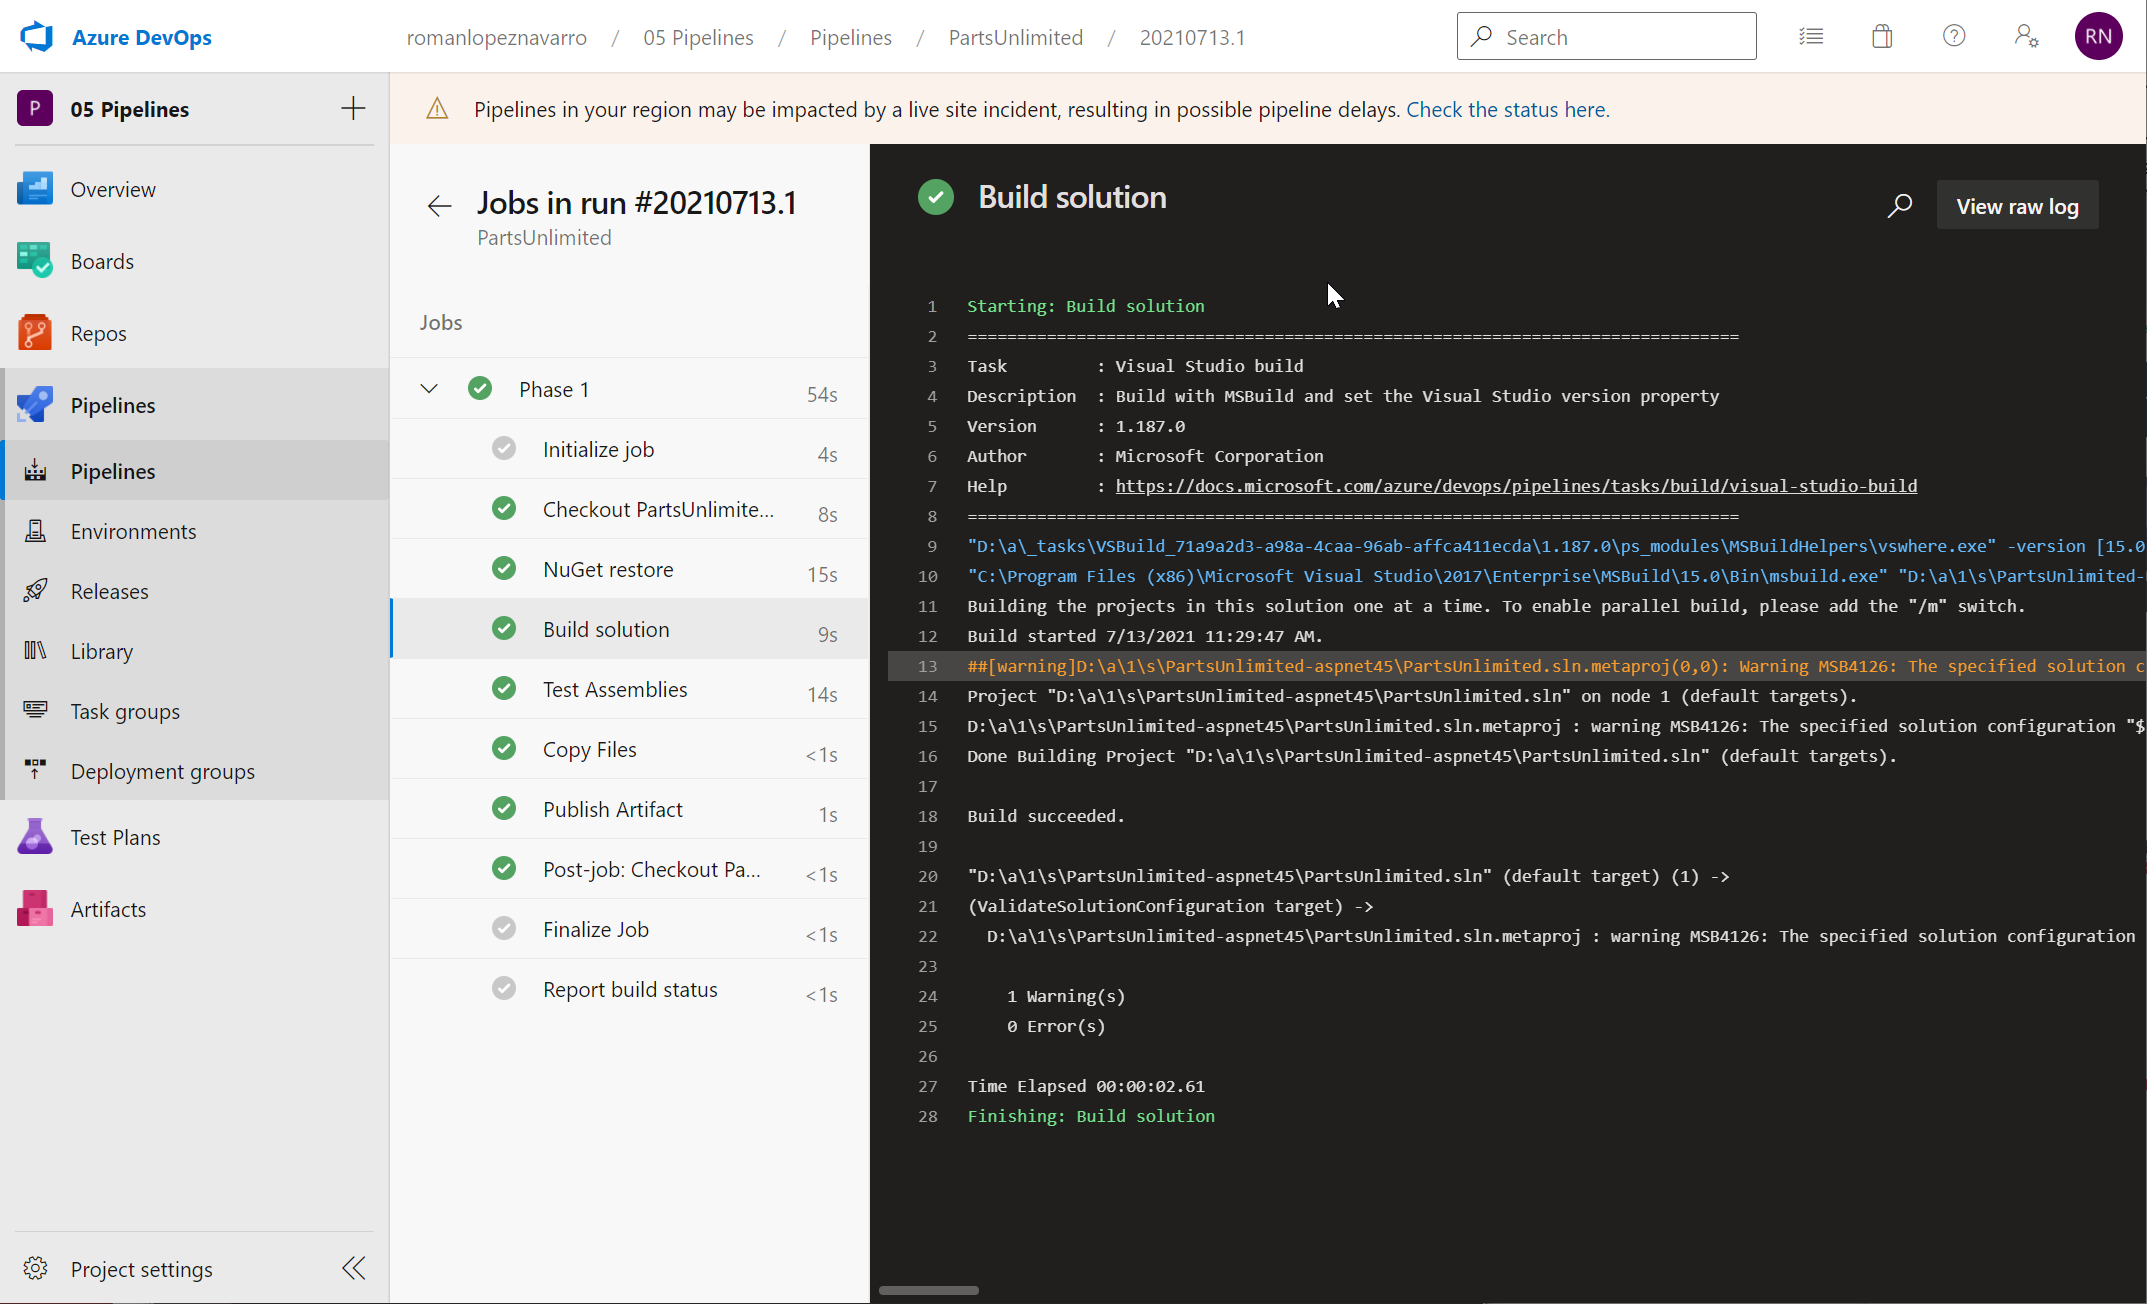 Azure DevOps
romanlopeznavarro / 05 Pipelines / Pipelines / PartsUnlimited / 20210713.1
Search
RN
P
05 Pipelines
Overview
Boards
Repos
Pipelines
Pipelines
Environments
Releases
Library
Task groups
Deployment groups
Test Plans
Artifacts
Project settings
Pipelines in your region may be impacted by a live site incident, resulting in possible pipeline delays. Check the status here.
Jobs in run #20210713.1
PartsUnlimited
Jobs
Phase 1 54s
Initialize job 4s
Checkout PartsUnlimite... 8s
NuGet restore 15s
Build solution 9s
Test Assemblies 14s
Copy Files <1s
Publish Artifact 1s
Post-job: Checkout Pa... <1s
Finalize Job <1s
Report build status <1s
Build solution
View raw log
1 Starting: Build solution
2 ==============================================================================
3 Task : Visual Studio build
4 Description : Build with MSBuild and set the Visual Studio version property
5 Version : 1.187.0
6 Author : Microsoft Corporation
7 Help : https://docs.microsoft.com/azure/devops/pipelines/tasks/build/visual-studio-build
8 ==============================================================================
9 "D:\a\_tasks\VSBuild_71a9a2d3-a98a-4caa-96ab-affca411ecda\1.187.0\ps_modules\MSBuildHelpers\vswhere.exe" -version [15.0
10 "C:\Program Files (x86)\Microsoft Visual Studio\2017\Enterprise\MSBuild\15.0\Bin\msbuild.exe" "D:\a\1\s\PartsUnlimited-
11 Building the projects in this solution one at a time. To enable parallel build, please add the "/m" switch.
12 Build started 7/13/2021 11:29:47 AM.
13 ##[warning]D:\a\1\s\PartsUnlimited-aspnet45\PartsUnlimited.sln.metaproj(0,0): Warning MSB4126: The specified solution c
14 Project "D:\a\1\s\PartsUnlimited-aspnet45\PartsUnlimited.sln" on node 1 (default targets).
15 D:\a\1\s\PartsUnlimited-aspnet45\PartsUnlimited.sln.metaproj : warning MSB4126: The specified solution configuration "$
16 Done Building Project "D:\a\1\s\PartsUnlimited-aspnet45\PartsUnlimited.sln" (default targets).
17
18 Build succeeded.
19
20 "D:\a\1\s\PartsUnlimited-aspnet45\PartsUnlimited.sln" (default target) (1) ->
21 (ValidateSolutionConfiguration target) ->
22 D:\a\1\s\PartsUnlimited-aspnet45\PartsUnlimited.sln.metaproj : warning MSB4126: The specified solution configuration
23
24 1 Warning(s)
25 0 Error(s)
26
27 Time Elapsed 00:00:02.61
28 Finishing: Build solution